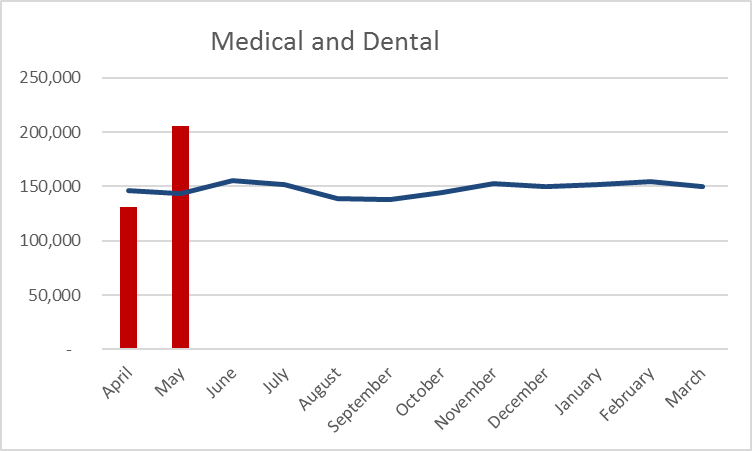 Medical and Dental
250,000
200,000
150,000
100,000
50,000
-
April
May
June
July
August
September
October
November
December
January
February
March